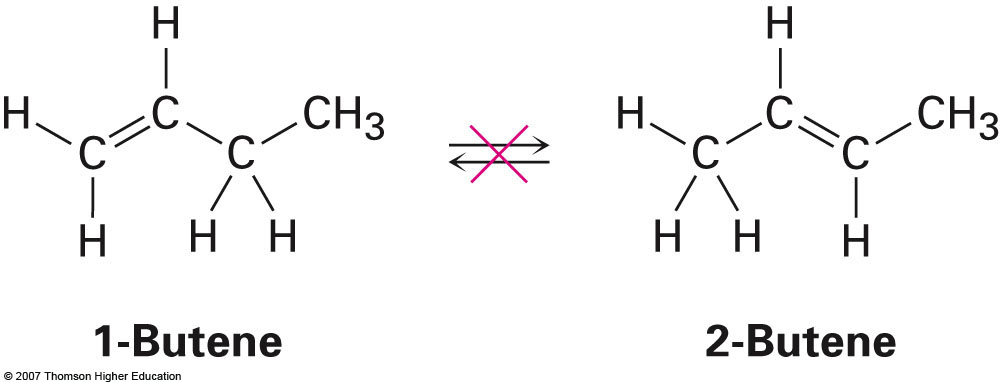 H H
H C CH3 H C CH3
C C C C
H H H H H H
1-Butene 2-Butene
© 2007 Thomson Higher Education